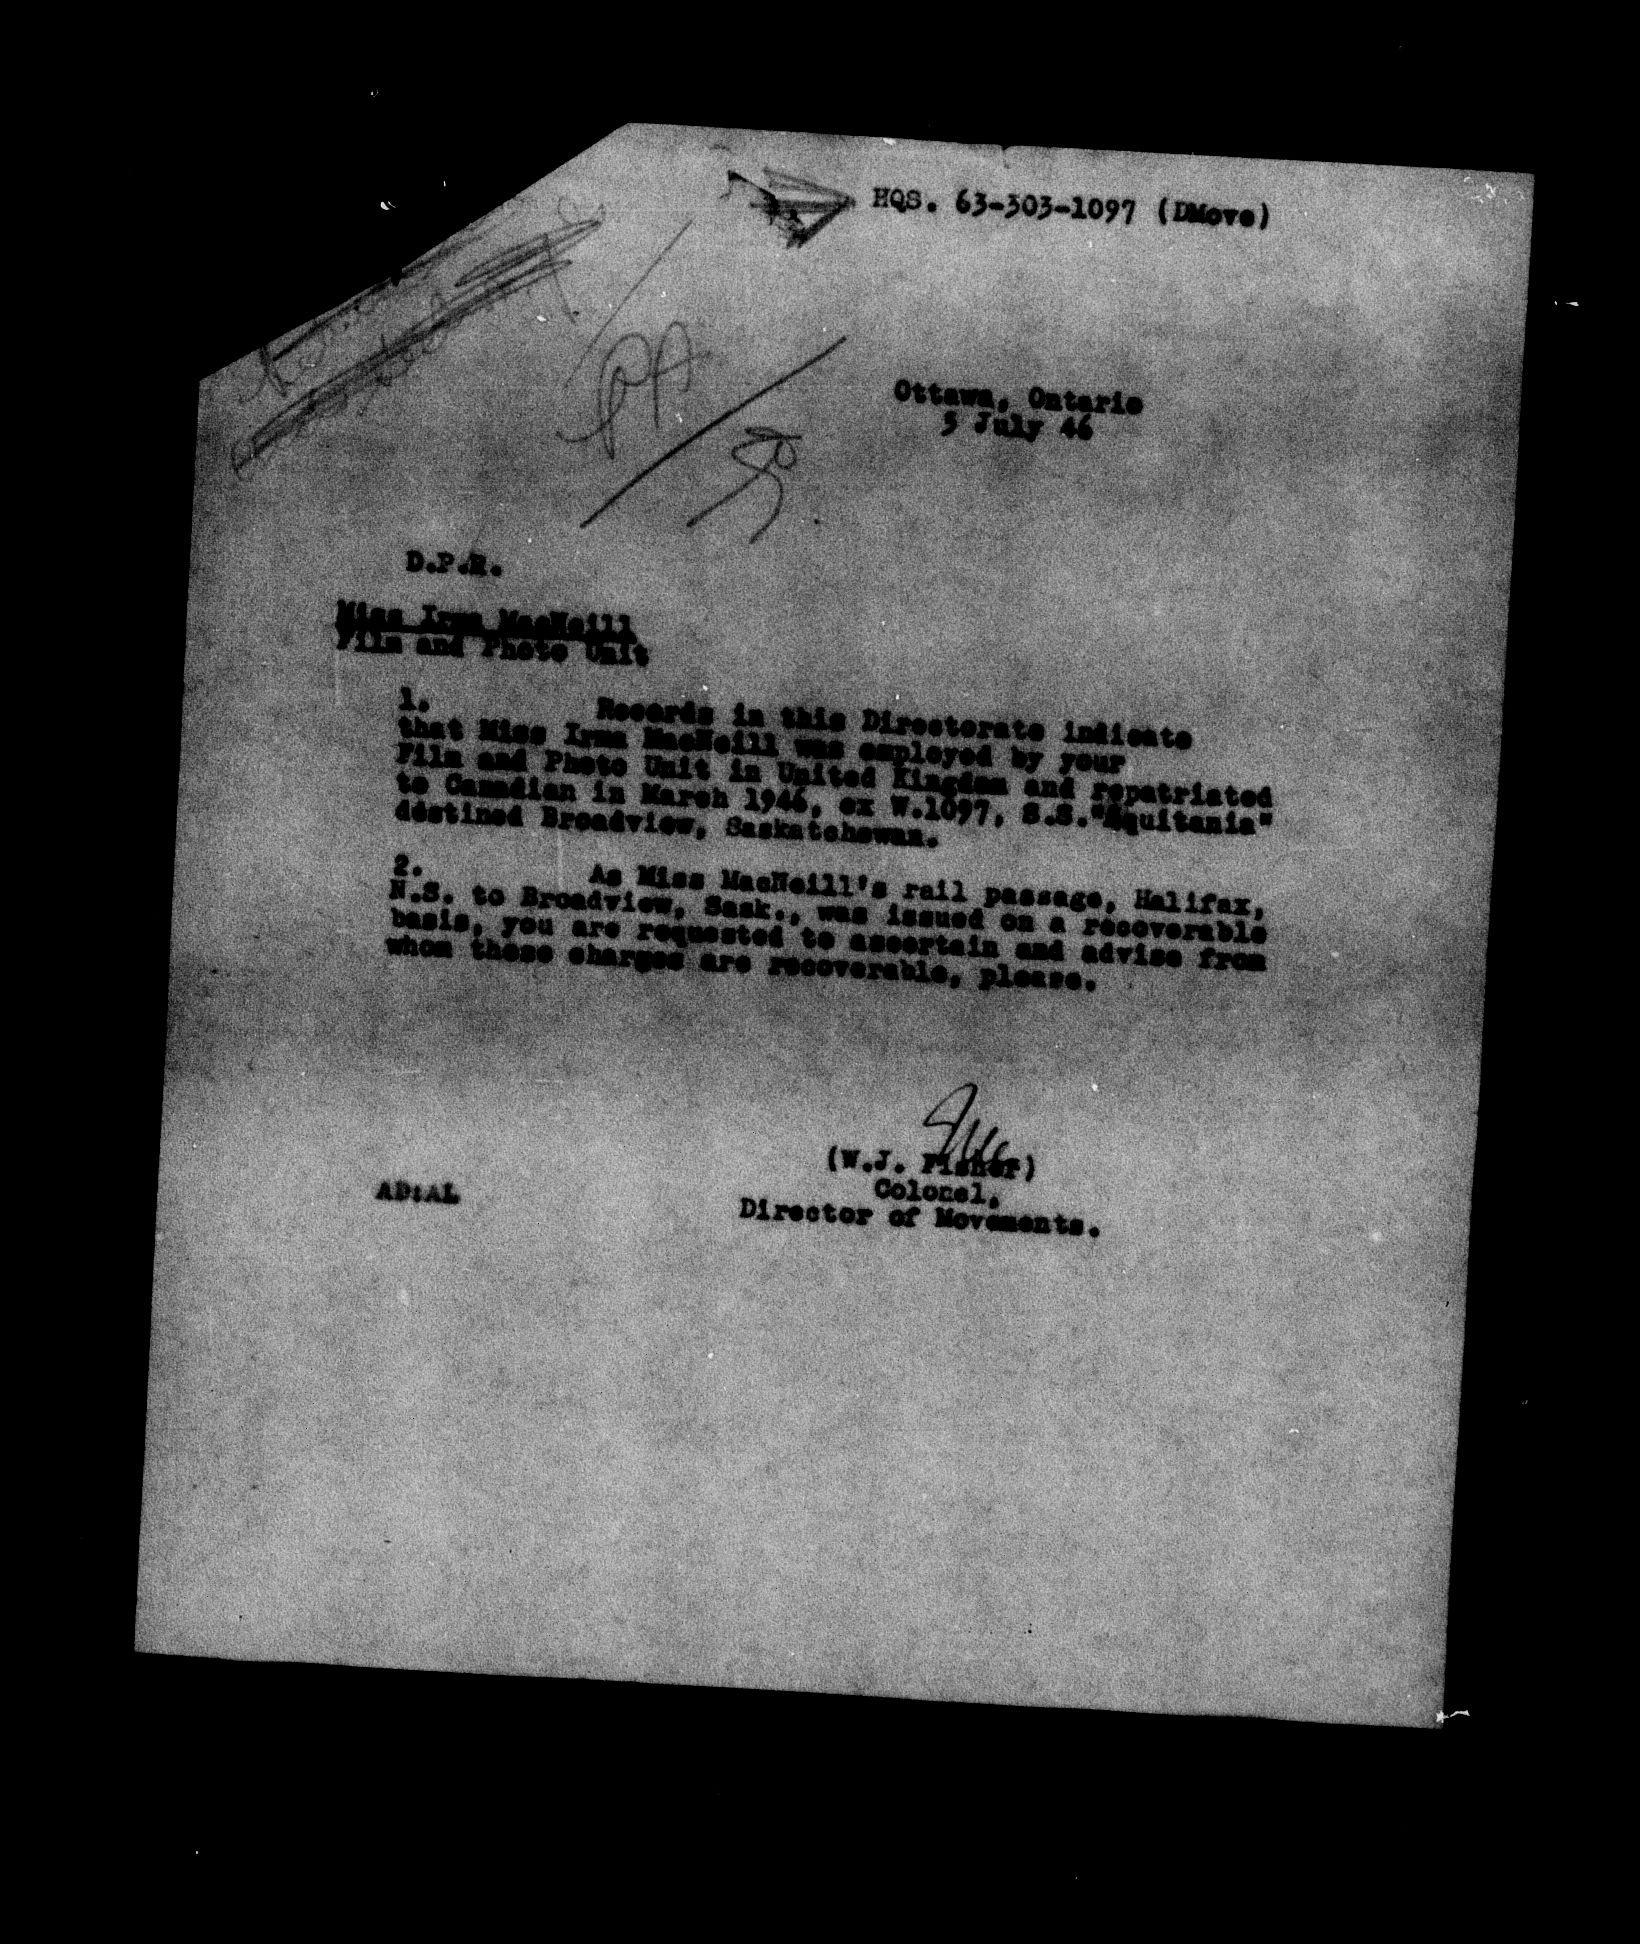 HQS. 63-303-1097 (DMove)
PA
Ottawa, Ontario
5 July 46
D.P.R.
Miss Irma MacNeill
Film and Photo Unit
1. Records in this Directorate indicate
that Miss Irma MacNeill was employed by your
Film and Photo Unit in United Kingdom and repatriated
to Canadian in March 1946, ex W.1097, S.S."Aquitania"
destined Broadview, Saskatchewan.
2. As Miss MacNeill's rail passage, Halifax,
N.S. to Broadview, Sask., was issued on a recoverable
basis, you are requested to ascertain and advise from
whom these charges are recoverable, please.
(W.J. Fisher)
Colonel,
AD:AL
Director of Movements.